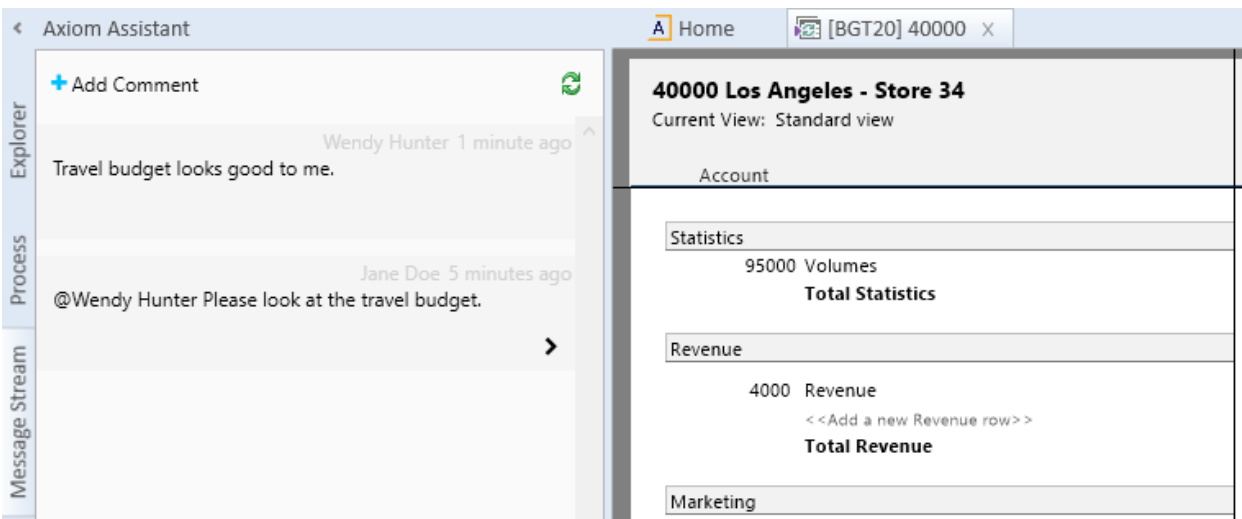 Axiom Assistant
Add Comment
Wendy Hunter 1 minute ago
Travel budget looks good to me.
Jane Doe 5 minutes ago
@Wendy Hunter Please look at the travel budget.
Explorer
Process
Message Stream
A Home
[BGT20] 40000 X
40000 Los Angeles - Store 34
Current View: Standard view
Account
Statistics
95000 Volumes
Total Statistics
Revenue
4000 Revenue
<<Add a new Revenue row>>
Total Revenue
Marketing